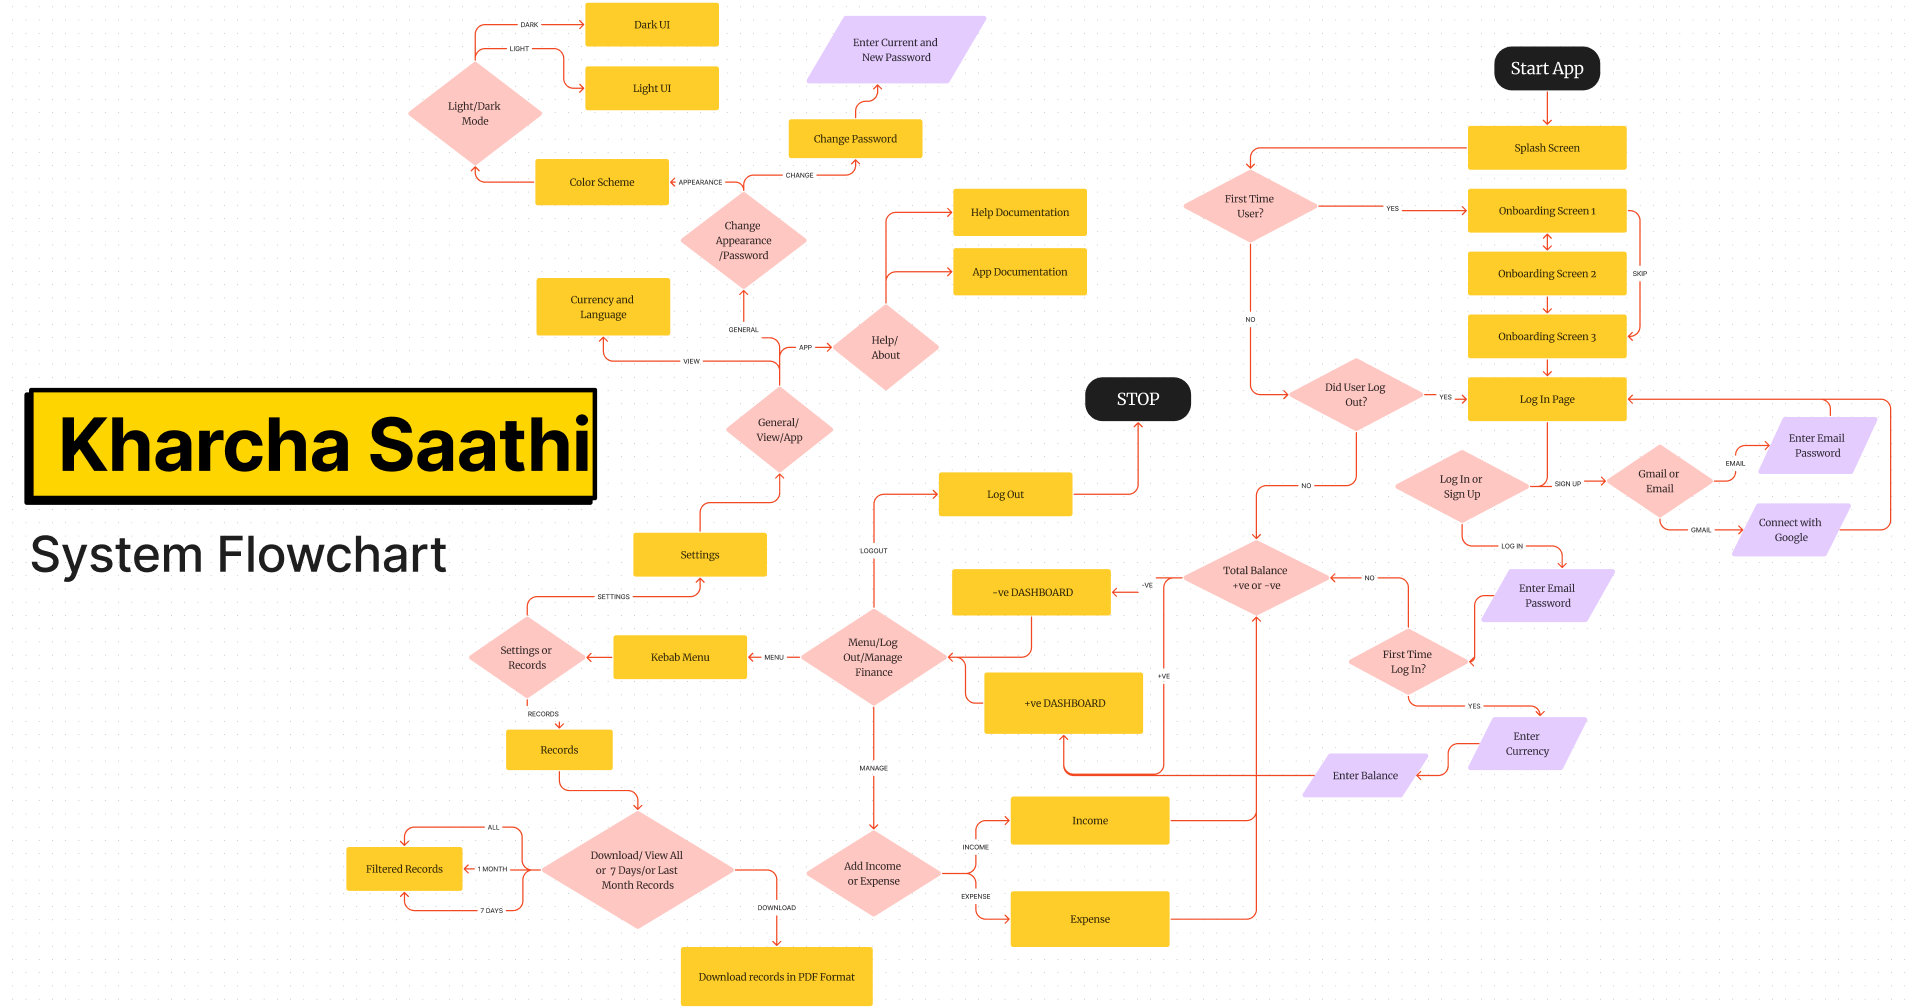 Kharcha Saathi
System Flowchart
Start App
Splash Screen
First Time
User?
YES
NO
Onboarding Screen 1
Onboarding Screen 2
Onboarding Screen 3
SKIP
Did User Log
Out?
YES
NO
Log In Page
Log In or
Sign Up
SIGN UP
LOG IN
Gmail or
Email
EMAIL
GMAIL
Enter Email
Password
Connect with
Google
Enter Email
Password
First Time
Log In?
NO
YES
Enter
Currency
Enter Balance
Total Balance
+ve or -ve
-VE
+VE
-ve DASHBOARD
+ve DASHBOARD
Menu/Log
Out/Manage
Finance
LOGOUT
Log Out
STOP
MENU
Kebab Menu
MANAGE
Add Income
or Expense
INCOME
EXPENSE
Income
Expense
Settings or
Records
SETTINGS
Settings
RECORDS
Records
Download/ View All
or 7 Days/or Last
Month Records
ALL
1 MONTH
7 DAYS
Filtered Records
DOWNLOAD
Download records in PDF Format
General/
View/App
GENERAL
VIEW
APP
Currency and
Language
Help/
About
Help Documentation
App Documentation
Change
Appearance
/Password
APPEARANCE
CHANGE
Change Password
Enter Current and
New Password
Color Scheme
Light/Dark
Mode
DARK
LIGHT
Dark UI
Light UI